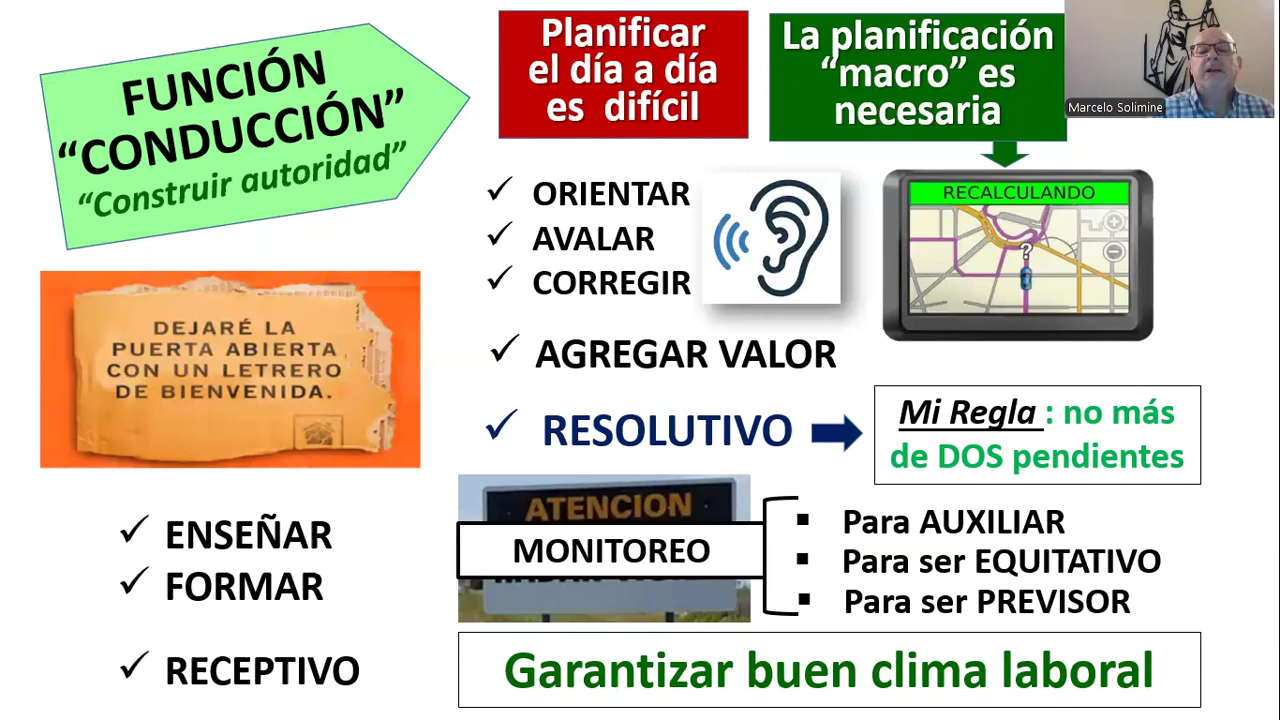 FUNCIÓN
“CONDUCCIÓN”
“Construir autoridad”
Planificar
el día a día
es difícil
La planificación
“macro” es
necesaria
Marcelo Solimine
ORIENTAR
AVALAR
CORREGIR
RECALCULANDO
?
DEJARÉ LA
PUERTA ABIERTA
CON UN LETRERO
DE BIENVENIDA.
AGREGAR VALOR
RESOLUTIVO
Mi Regla : no más
de DOS pendientes
ENSEÑAR
FORMAR
RECEPTIVO
ATENCION
MONITOREO
Para AUXILIAR
Para ser EQUITATIVO
Para ser PREVISOR
Garantizar buen clima laboral